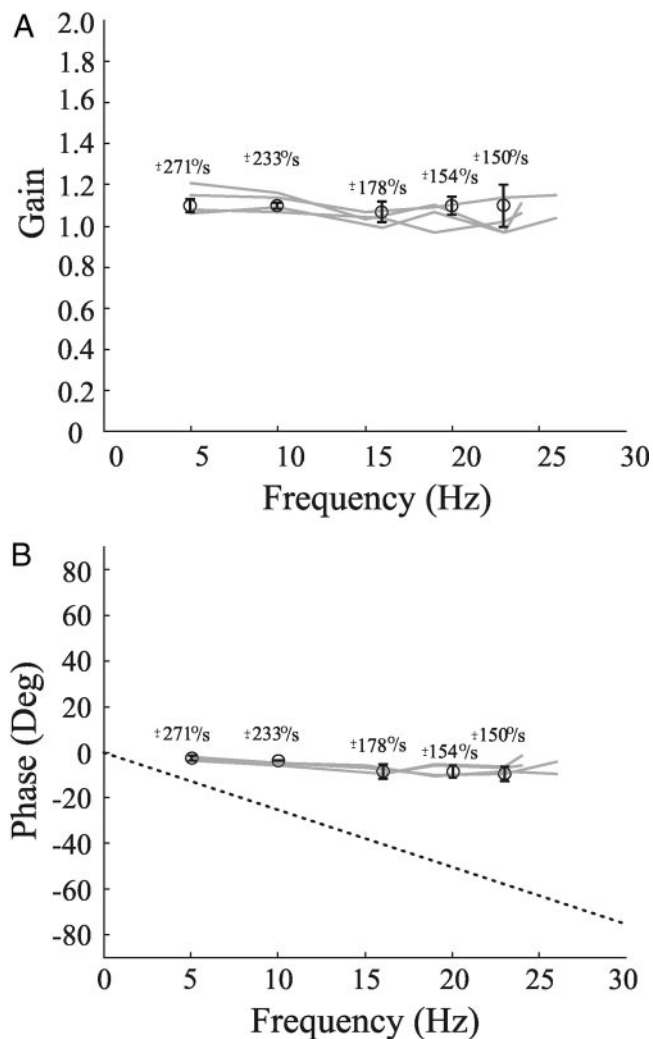 A
2.0
1.8
1.6
1.4
1.2
1.0
0.8
0.6
0.4
0.2
0
Gain
±271°/s
±233°/s
±178°/s
±154°/s
±150°/s
0 5 10 15 20 25 30
Frequency (Hz)
B
80
60
40
20
0
-20
-40
-60
-80
Phase (Deg)
±271°/s
±233°/s
±178°/s
±154°/s
±150°/s
0 5 10 15 20 25 30
Frequency (Hz)